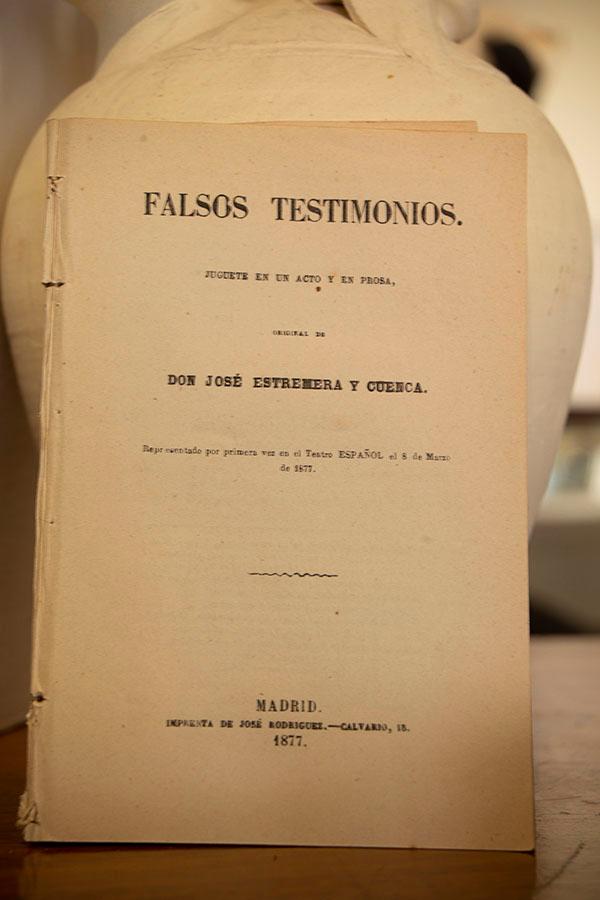 FALSOS TESTIMONIOS.
JUGUETE EN UN ACTO Y EN PROSA,
ORIGINAL DE
DON JOSÉ ESTREMERA Y CUENCA.
Representado por primera vez en el Teatro ESPAÑOL el 8 de Marzo
de 1877.
MADRID.
IMPRENTA DE JOSÉ RODRIGUEZ.—CALVARIO, 18.
1877.